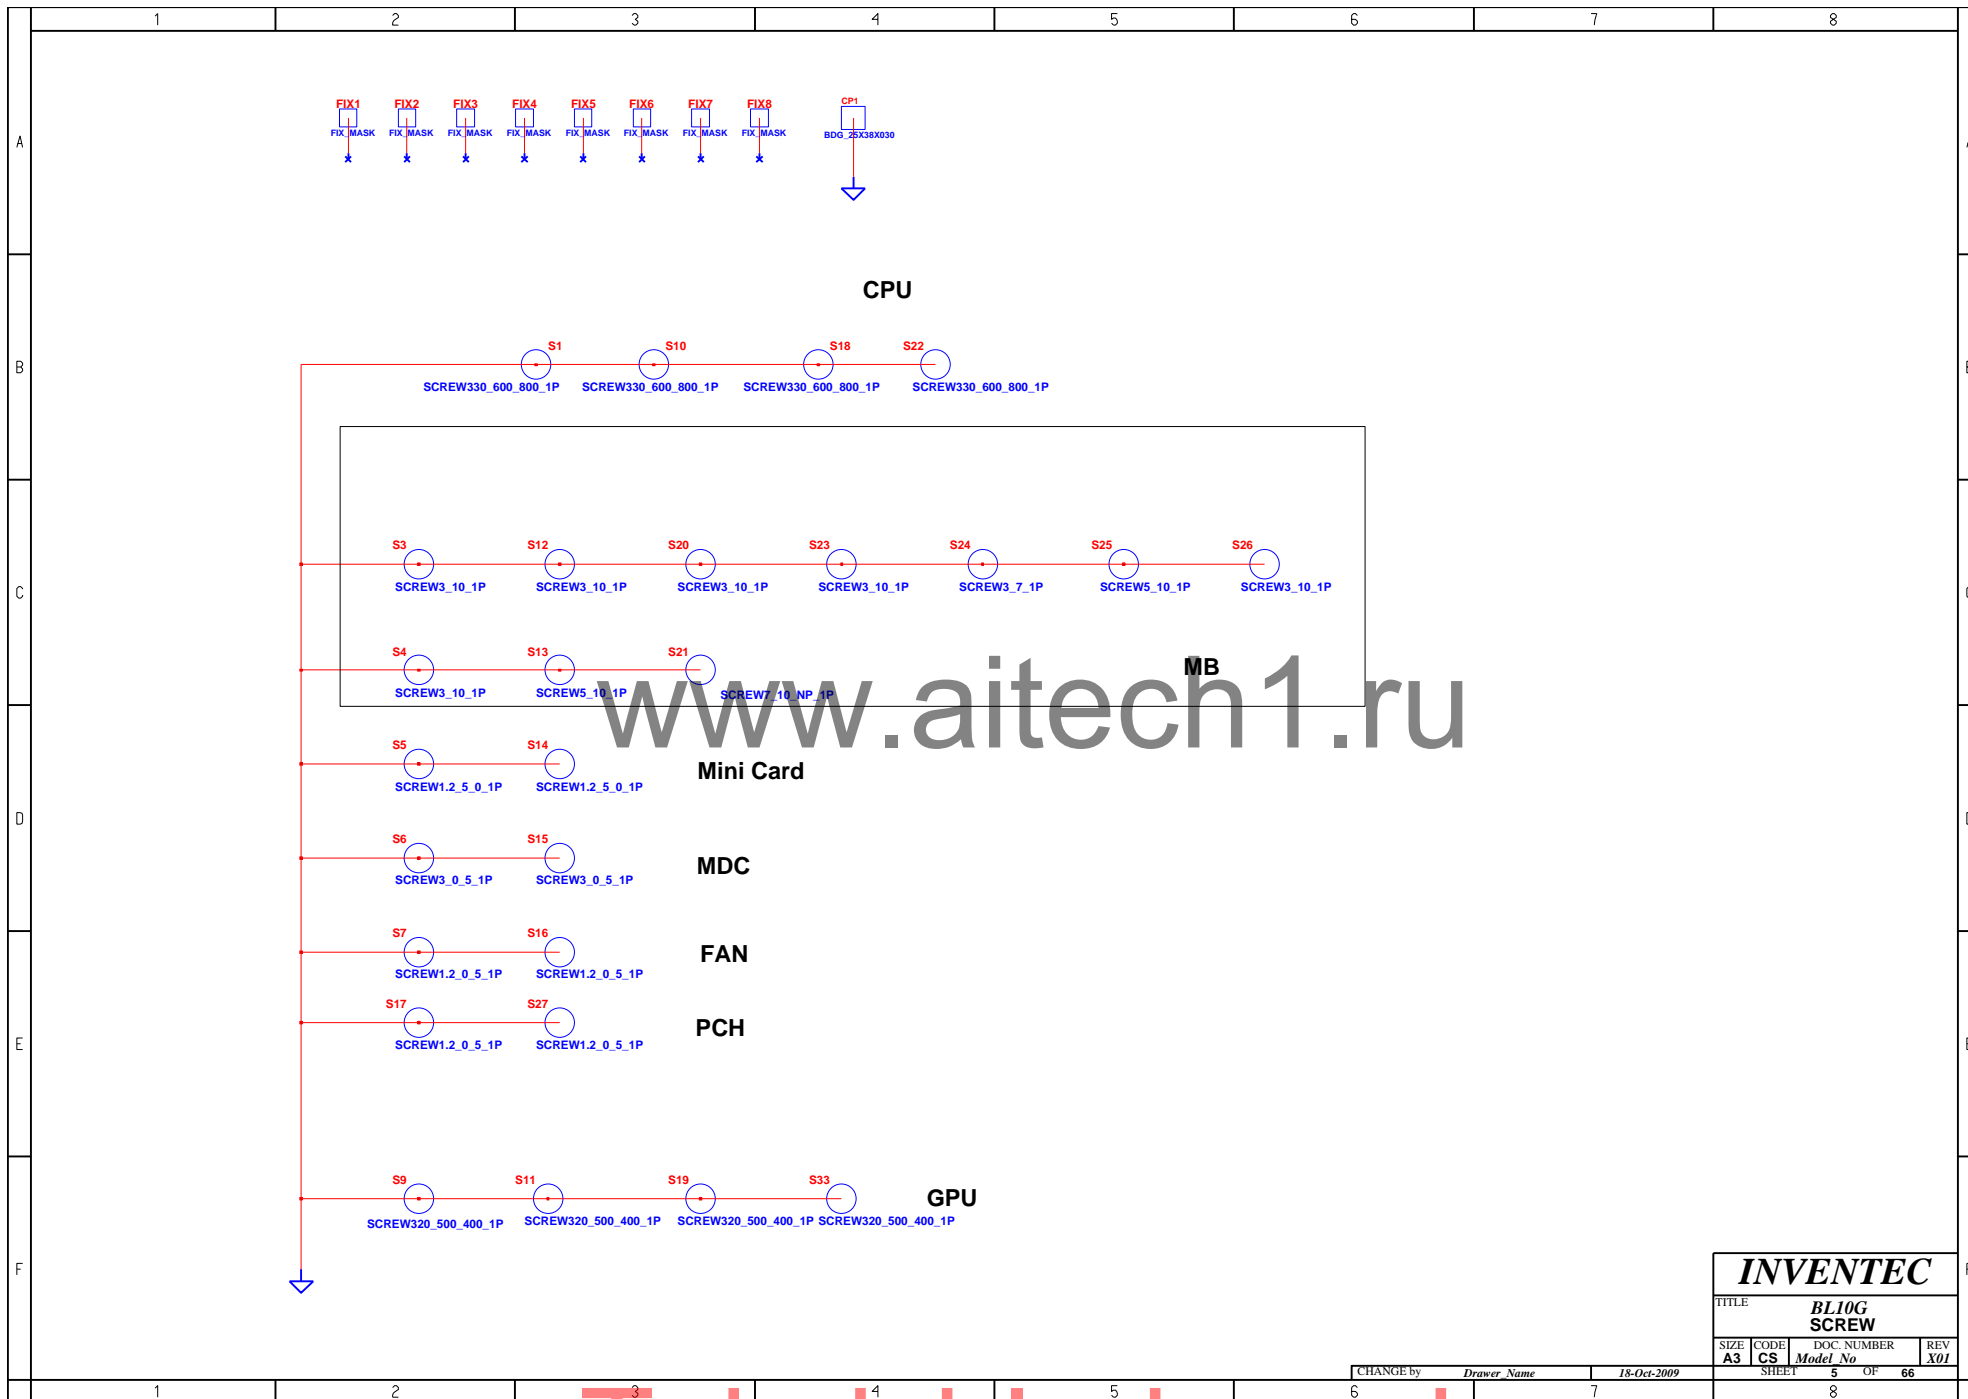 1 2 3 4 5 6 7 8
FIX1 FIX2 FIX3 FIX4 FIX5 FIX6 FIX7 FIX8 CP1
FIX_MASK FIX_MASK FIX_MASK FIX_MASK FIX_MASK FIX_MASK FIX_MASK FIX_MASK BDG_25X38X030
A
CPU
S1 S10 S18 S22
B
SCREW330_600_800_1P SCREW330_600_800_1P SCREW330_600_800_1P SCREW330_600_800_1P
S3 S12 S20 S23 S24 S25 S26
SCREW3_10_1P SCREW3_10_1P SCREW3_10_1P SCREW3_10_1P SCREW3_7_1P SCREW5_10_1P SCREW3_10_1P
C
S4 S13 S21
MB
SCREW3_10_1P SCREW5_10_1P SCREW7_10_NP_1P
www.aitech1.ru
S5 S14
Mini Card
SCREW1.2_5_0_1P SCREW1.2_5_0_1P
D
S6 S15
MDC
SCREW3_0_5_1P SCREW3_0_5_1P
S7 S16
FAN
SCREW1.2_0_5_1P SCREW1.2_0_5_1P
S17 S27
PCH
SCREW1.2_0_5_1P SCREW1.2_0_5_1P
E
S9 S11 S19 S33
GPU
SCREW320_500_400_1P SCREW320_500_400_1P SCREW320_500_400_1P SCREW320_500_400_1P
F
INVENTEC
TITLE
BL10G
SCREW
SIZE CODE DOC. NUMBER REV
A3 CS Model_No X01
CHANGE by Drawer_Name 18-Oct-2009 SHEET 5 OF 66
1 2 3 4 5 6 8